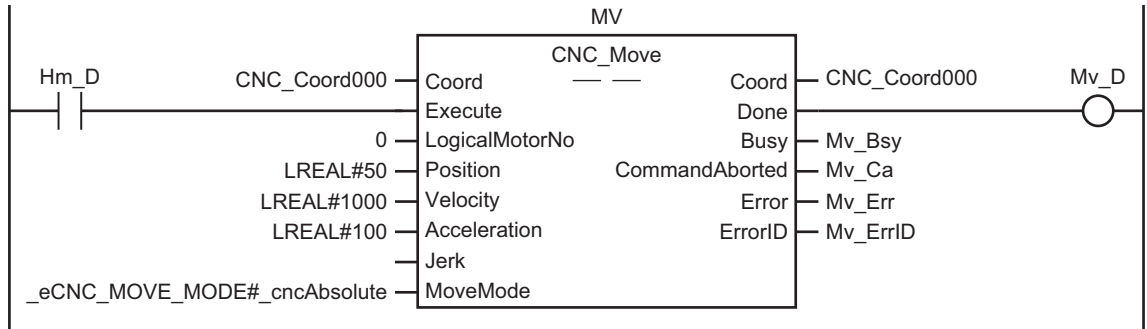 MV
CNC_Move
Hm_D
CNC_Coord000 Coord Coord CNC_Coord000 Mv_D
Execute Done
0 LogicalMotorNo Busy Mv_Bsy
LREAL#50 Position CommandAborted Mv_Ca
LREAL#1000 Velocity Error Mv_Err
LREAL#100 Acceleration ErrorID Mv_ErrID
Jerk
_eCNC_MOVE_MODE#_cncAbsolute MoveMode